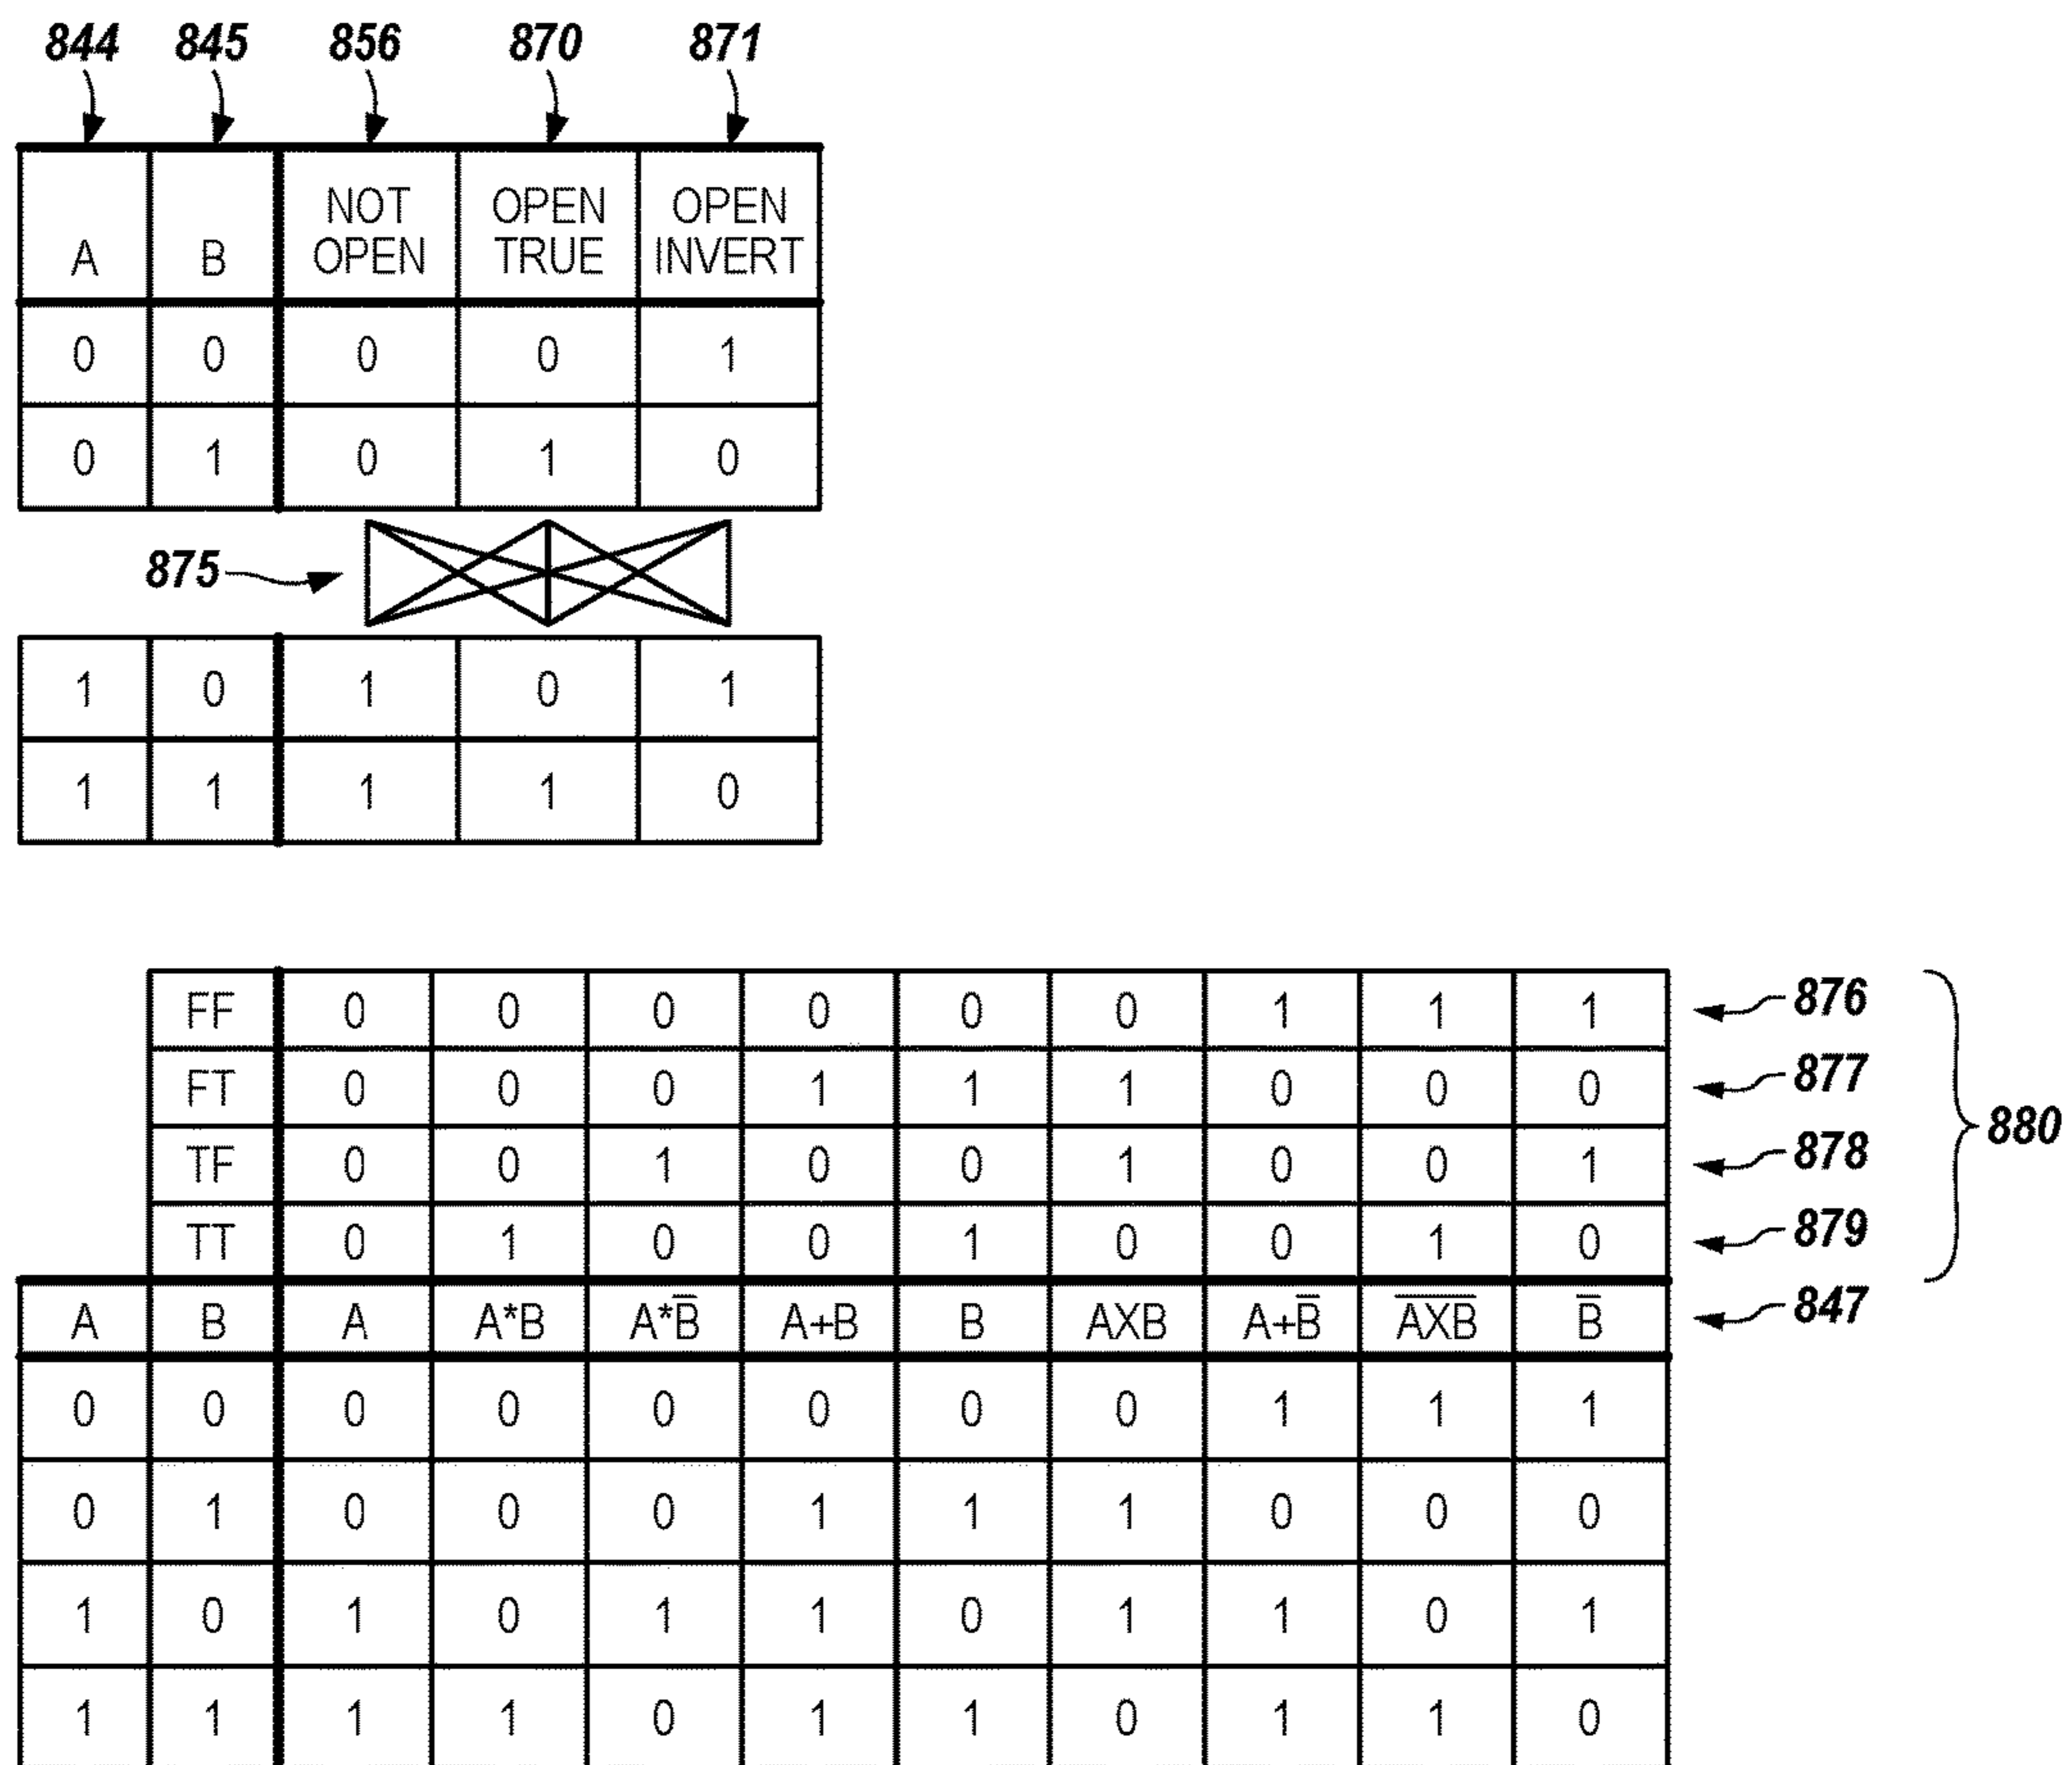 844 845 856 870 871
A B NOT OPEN OPEN TRUE OPEN INVERT
0 0 0 0 1
0 1 0 1 0
875
1 0 1 0 1
1 1 1 1 0
FF 0 0 0 0 0 0 1 1 1 876
FT 0 0 0 1 1 1 0 0 0 877
TF 0 0 1 0 0 1 0 0 1 878
TT 0 1 0 0 1 0 0 1 0 879
880
A B A A*B A*B̅ A+B B AXB A+B̅ A̅X̅B̅ B̅ 847
0 0 0 0 0 0 0 0 1 1 1
0 1 0 0 0 1 1 1 0 0 0
1 0 1 0 1 1 0 1 1 0 1
1 1 1 1 0 1 1 0 1 1 0